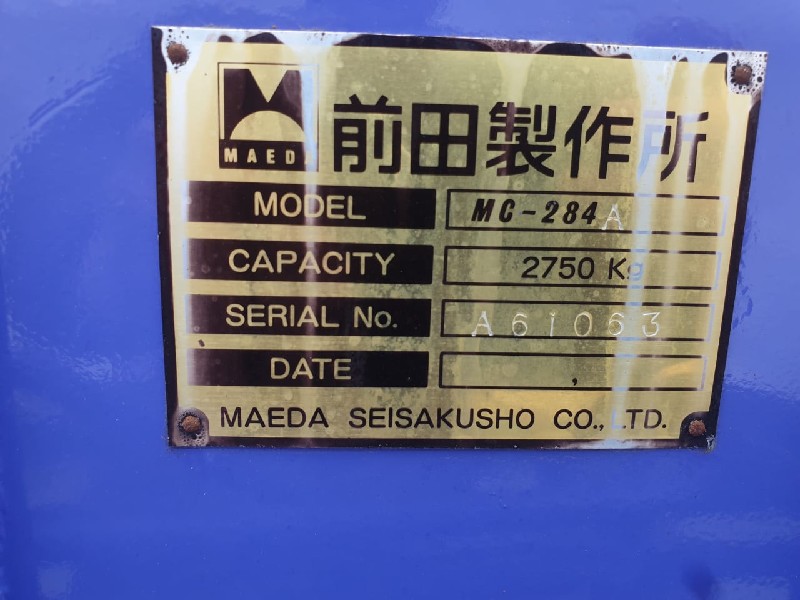 MAEDA 前田製作所
MODEL MC-284A
CAPACITY 2750 Kg
SERIAL No. A61063
DATE ,
MAEDA SEISAKUSHO CO., LTD.